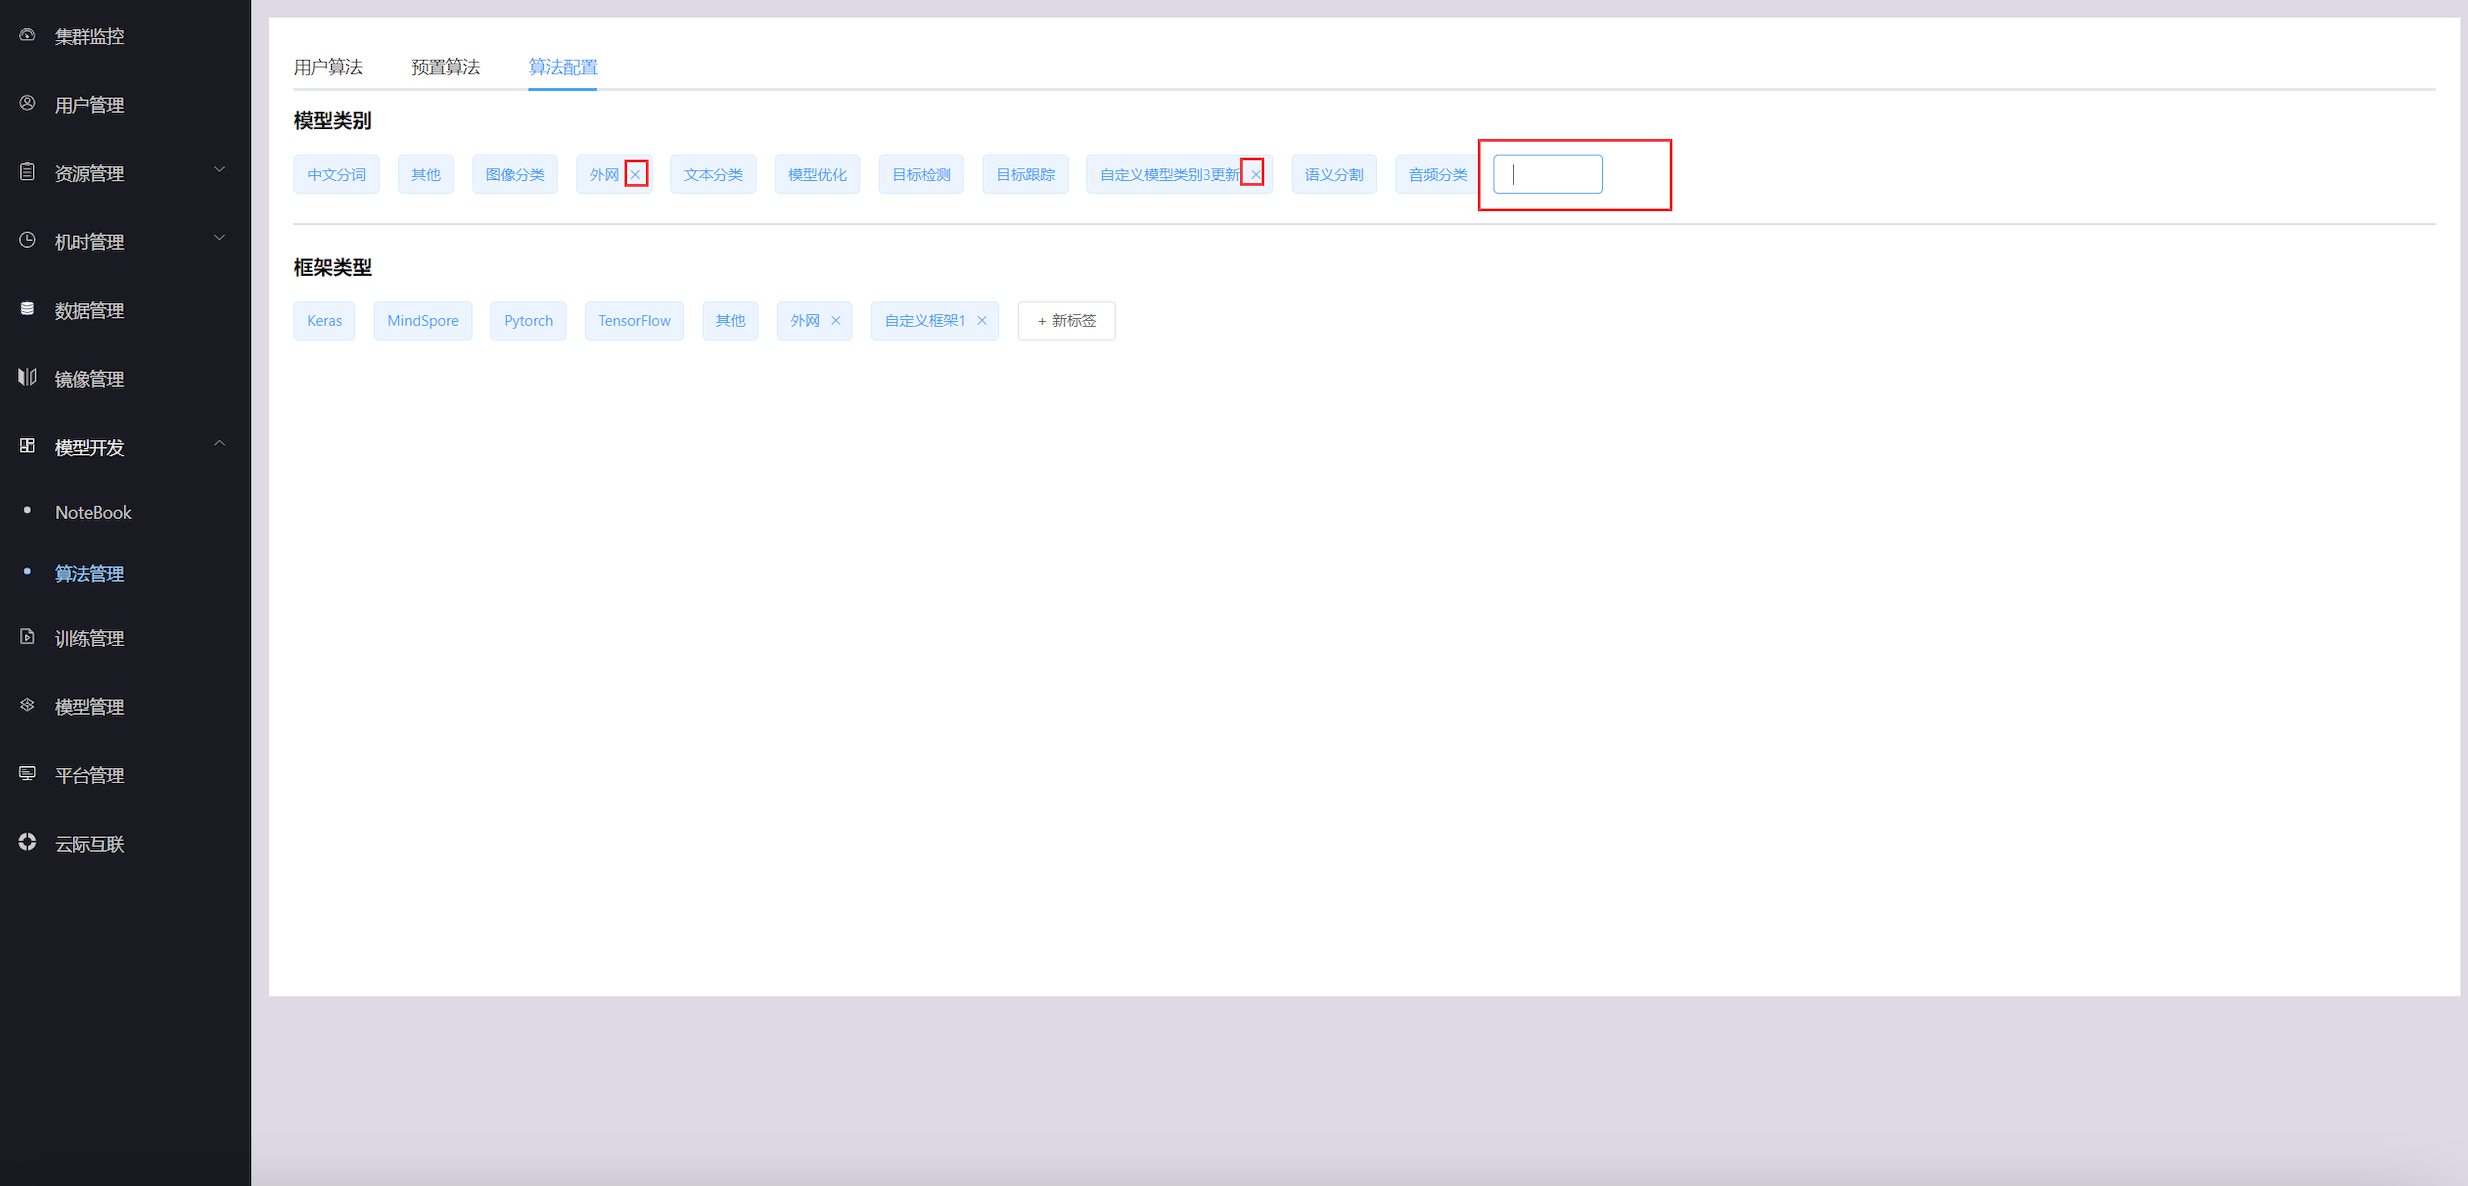 集群监控
用户管理
资源管理
机时管理
数据管理
镜像管理
模型开发
NoteBook
算法管理
训练管理
模型管理
平台管理
云际互联
用户算法 预置算法 算法配置
模型类别
中文分词 其他 图像分类 外网 文本分类 模型优化 目标检测 目标跟踪 自定义模型类别3更新 语义分割 音频分类
框架类型
Keras MindSpore Pytorch TensorFlow 其他 外网 自定义框架1 + 新标签